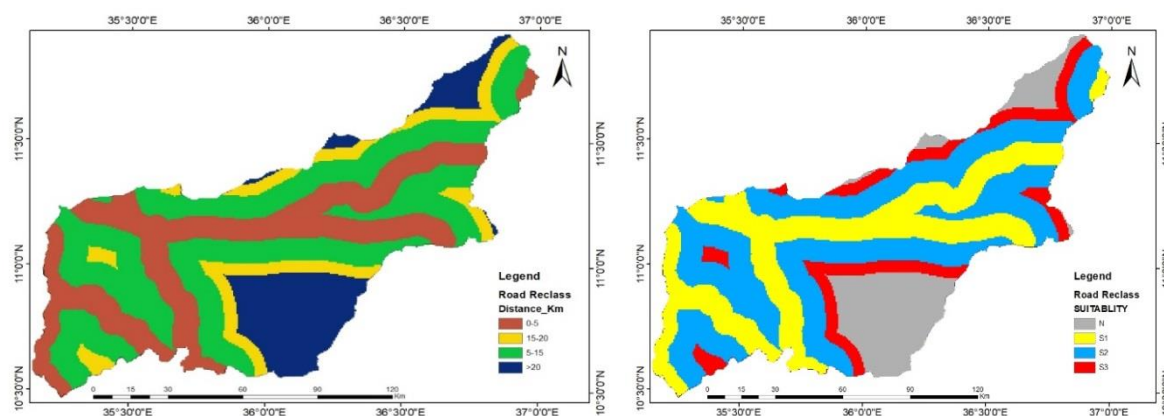 35°30'0"E 36°0'0"E 36°30'0"E 37°0'0"E
N
11°30'0"N
11°0'0"N
10°30'0"N
Legend
Road Reclass
Distance_Km
0-5
15-20
5-15
>20
0 15 30 60 90 120
Km
35°30'0"E 36°0'0"E 36°30'0"E 37°0'0"E
35°30'0"E 36°0'0"E 36°30'0"E 37°0'0"E
N
11°30'0"N
11°0'0"N
10°30'0"N
Legend
Road Reclass
SUITABLITY
N
S1
S2
S3
0 15 30 60 90 120
Km
35°30'0"E 36°0'0"E 36°30'0"E 37°0'0"E